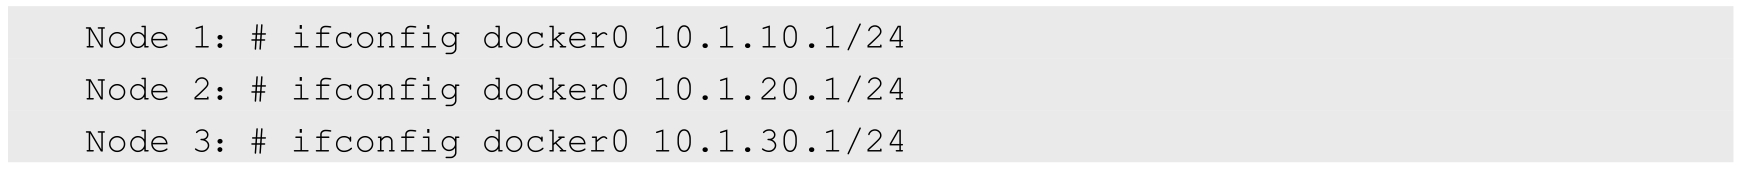 Node 1: # ifconfig docker0 10.1.10.1/24
Node 2: # ifconfig docker0 10.1.20.1/24
Node 3: # ifconfig docker0 10.1.30.1/24